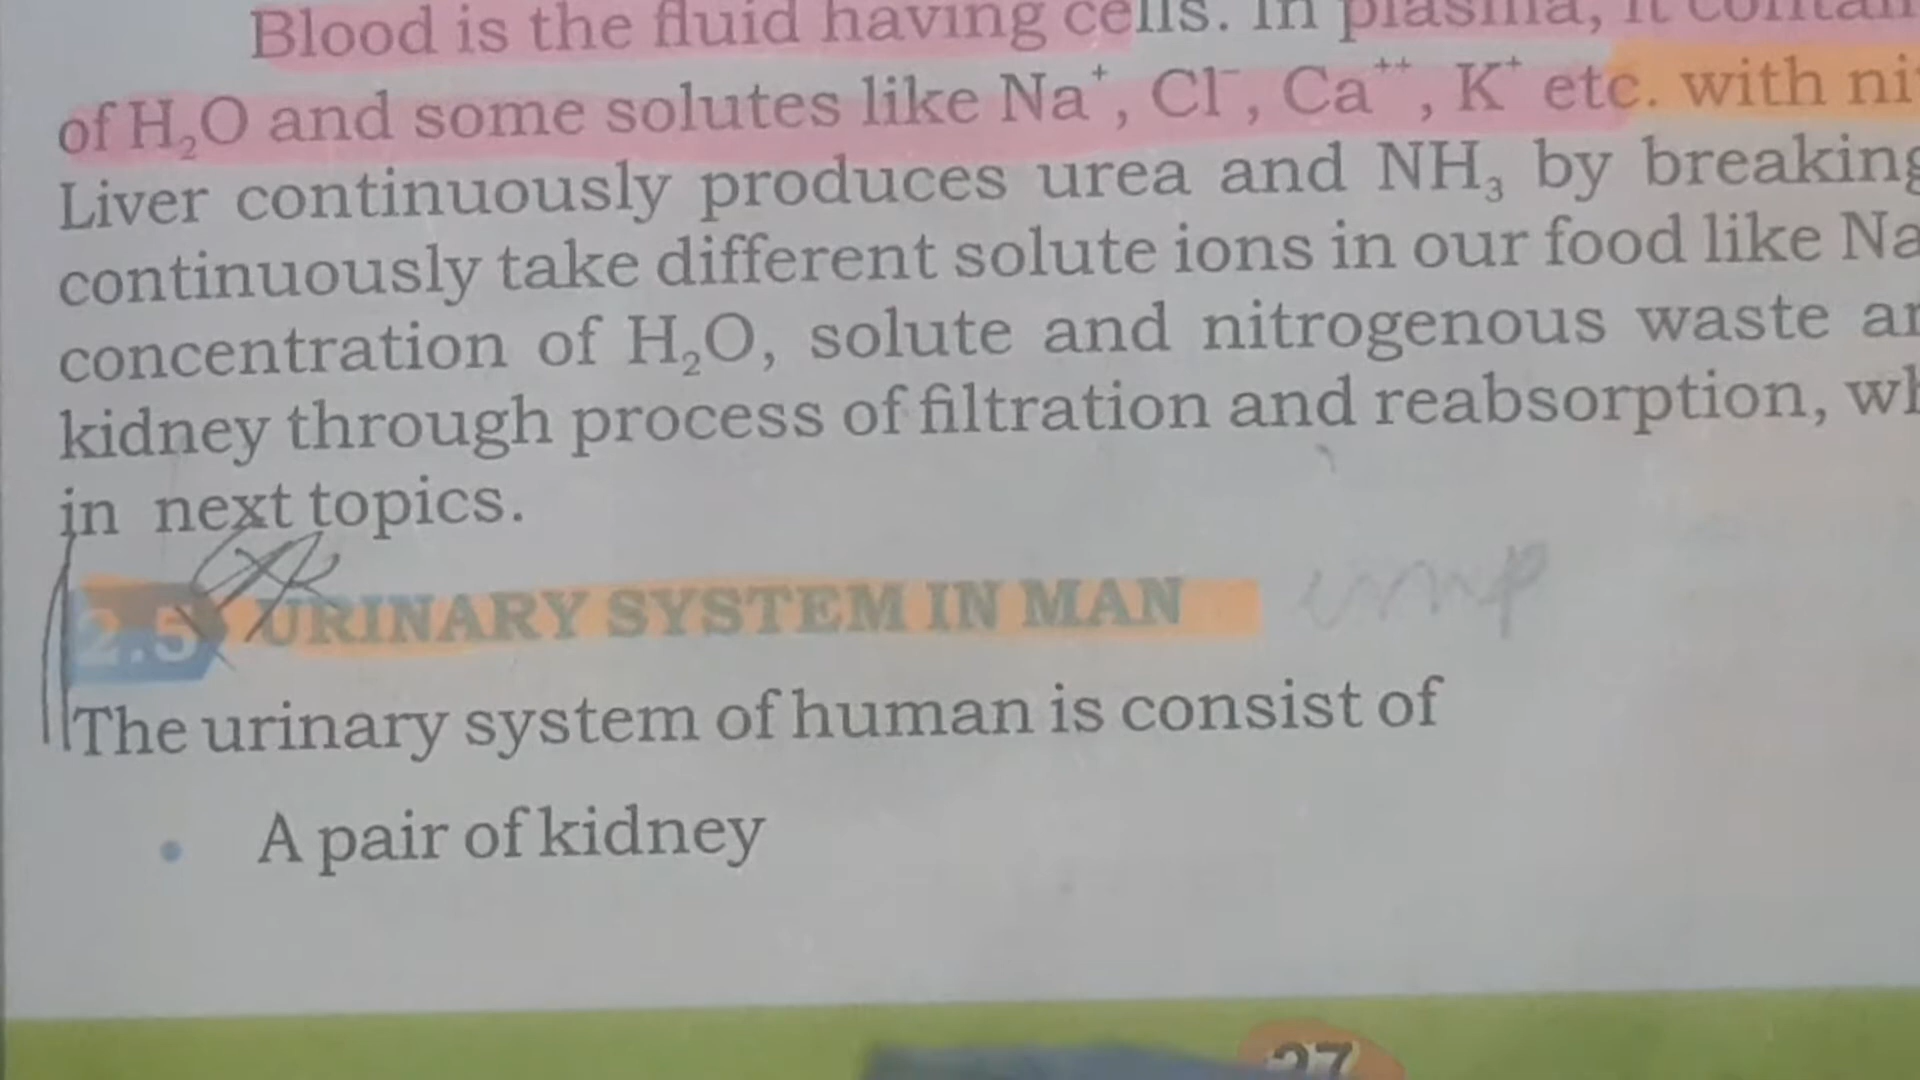 Blood is the fluid having cells. In plasma, it
of H₂O and some solutes like Na⁺, Cl⁻, Ca⁺⁺, K⁺ etc. with
Liver continuously produces urea and NH₃ by breaking
continuously take different solute ions in our food like Na
concentration of H₂O, solute and nitrogenous waste
kidney through process of filtration and reabsorption,
in next topics.
2.5 URINARY SYSTEM IN MAN imp
The urinary system of human is consist of
• A pair of kidney
27